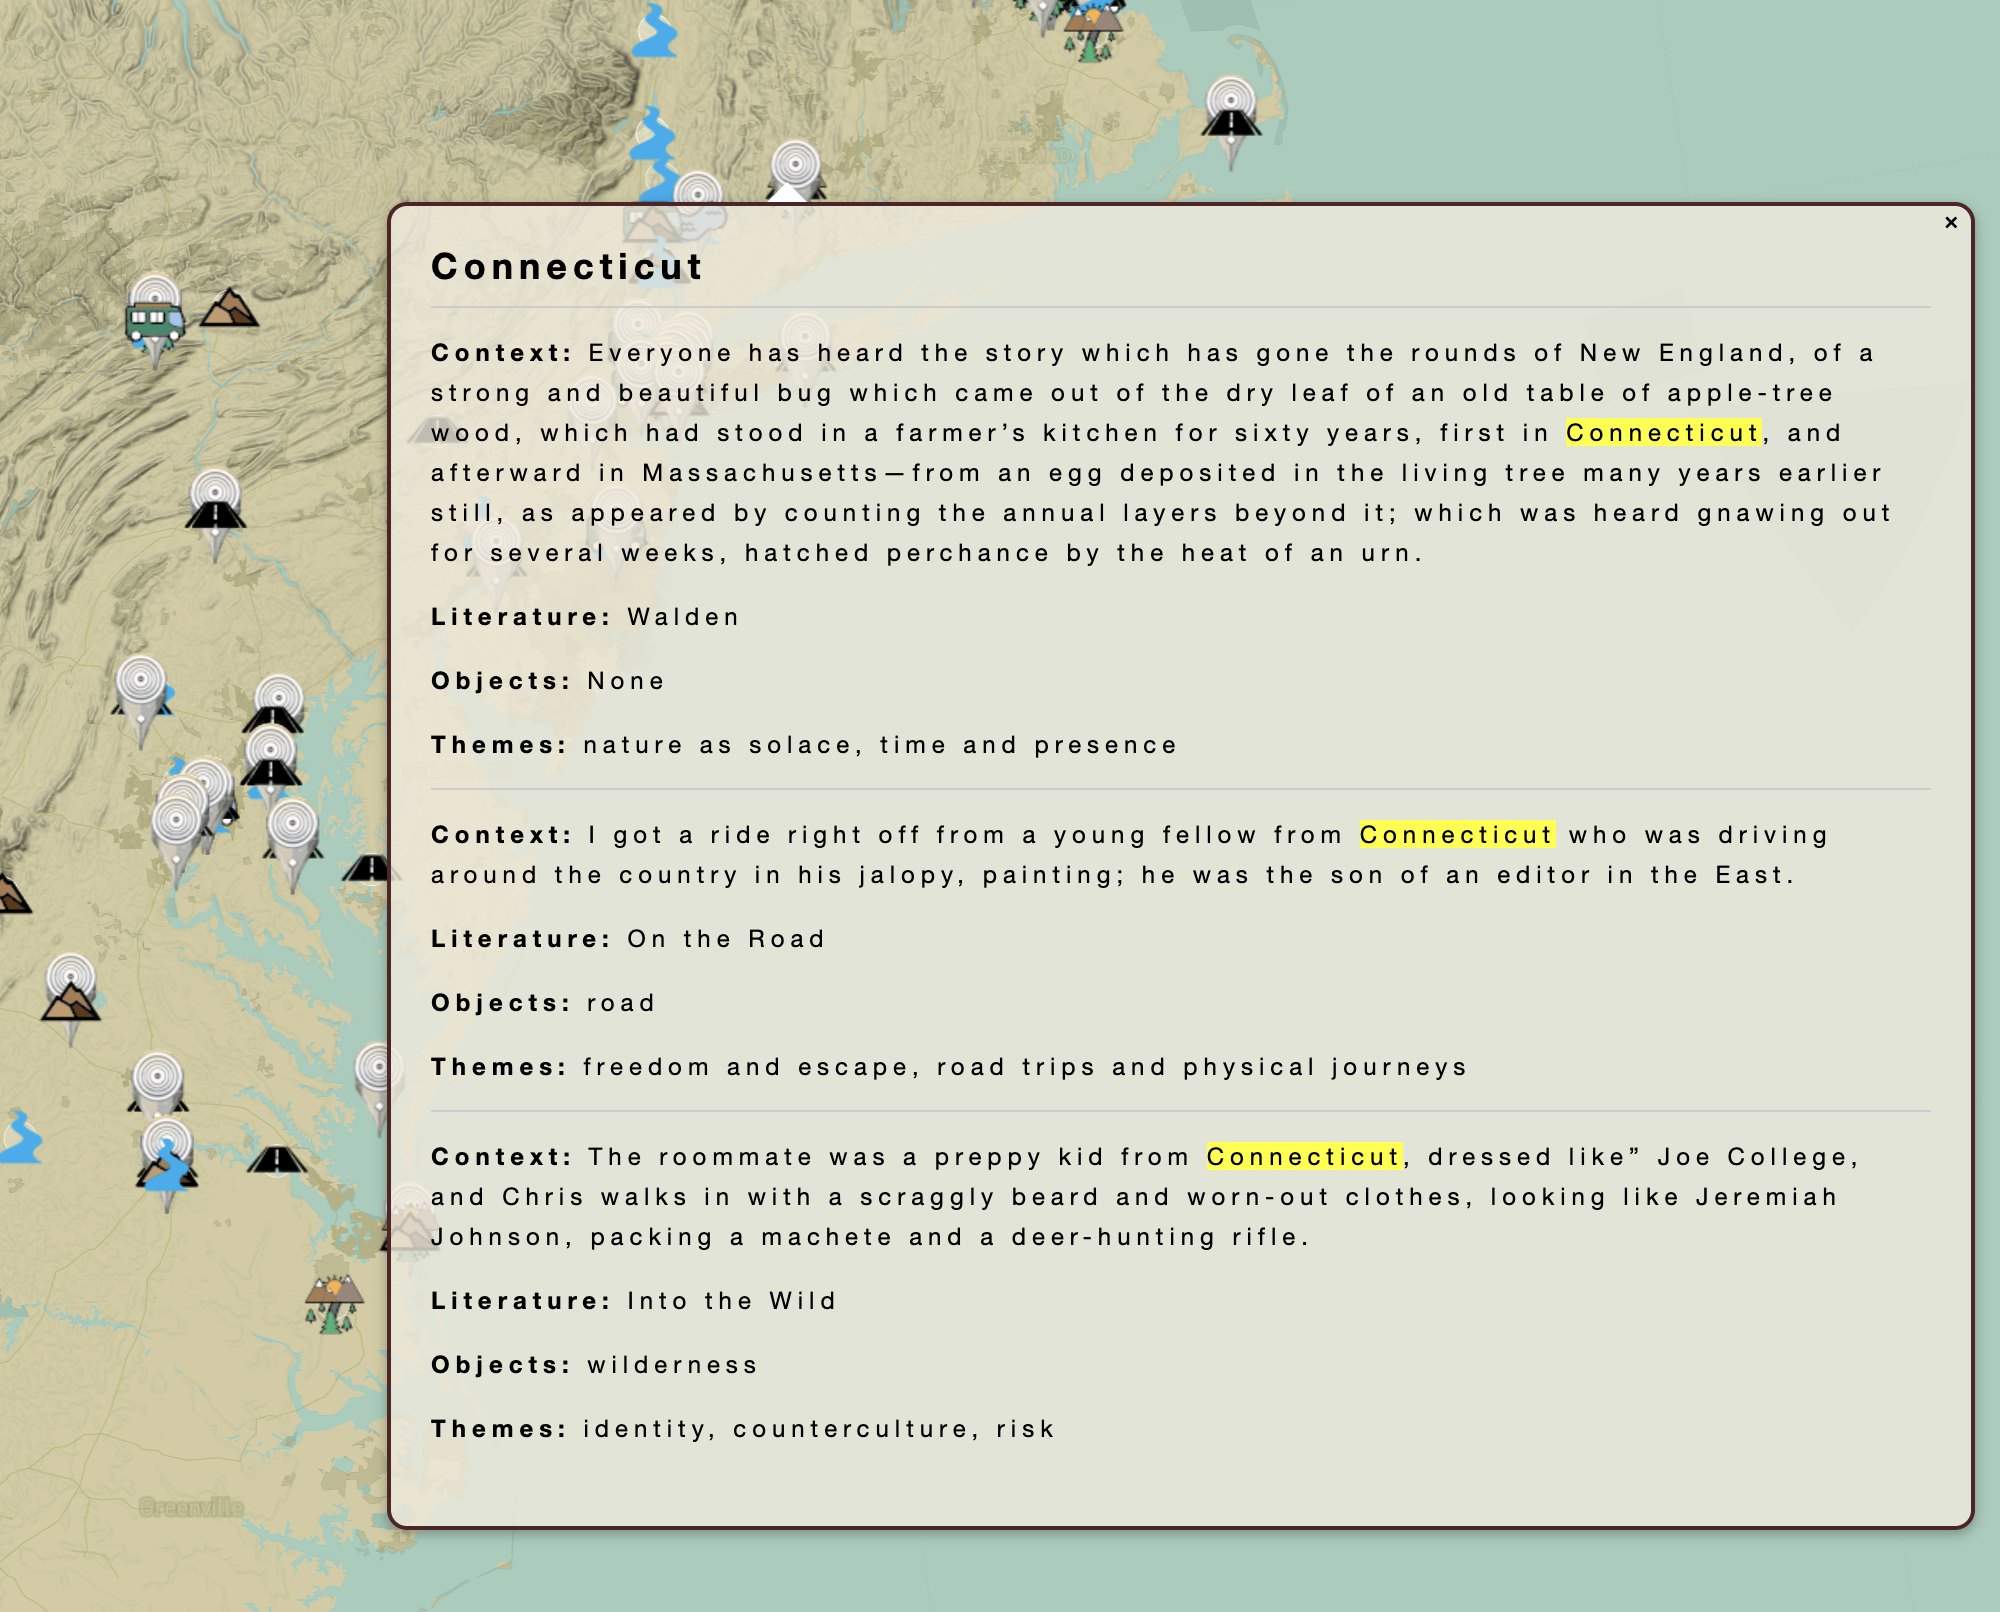 RHODE
ISLAND
×
Connecticut
Context: Everyone has heard the story which has gone the rounds of New England, of a
strong and beautiful bug which came out of the dry leaf of an old table of apple-tree
wood, which had stood in a farmer’s kitchen for sixty years, first in Connecticut, and
afterward in Massachusetts—from an egg deposited in the living tree many years earlier
still, as appeared by counting the annual layers beyond it; which was heard gnawing out
for several weeks, hatched perchance by the heat of an urn.
Literature: Walden
Objects: None
Themes: nature as solace, time and presence
Context: I got a ride right off from a young fellow from Connecticut who was driving
around the country in his jalopy, painting; he was the son of an editor in the East.
Literature: On the Road
Objects: road
Themes: freedom and escape, road trips and physical journeys
Context: The roommate was a preppy kid from Connecticut, dressed like” Joe College,
and Chris walks in with a scraggly beard and worn-out clothes, looking like Jeremiah
Johnson, packing a machete and a deer-hunting rifle.
Literature: Into the Wild
Objects: wilderness
Themes: identity, counterculture, risk
Greenville